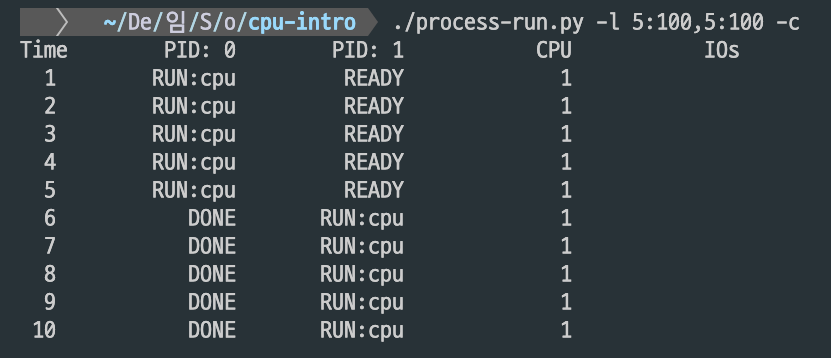 ~/De/임/S/o/cpu-intro ./process-run.py -l 5:100,5:100 -c
Time PID: 0 PID: 1 CPU IOs
1 RUN:cpu READY 1
2 RUN:cpu READY 1
3 RUN:cpu READY 1
4 RUN:cpu READY 1
5 RUN:cpu READY 1
6 DONE RUN:cpu 1
7 DONE RUN:cpu 1
8 DONE RUN:cpu 1
9 DONE RUN:cpu 1
10 DONE RUN:cpu 1